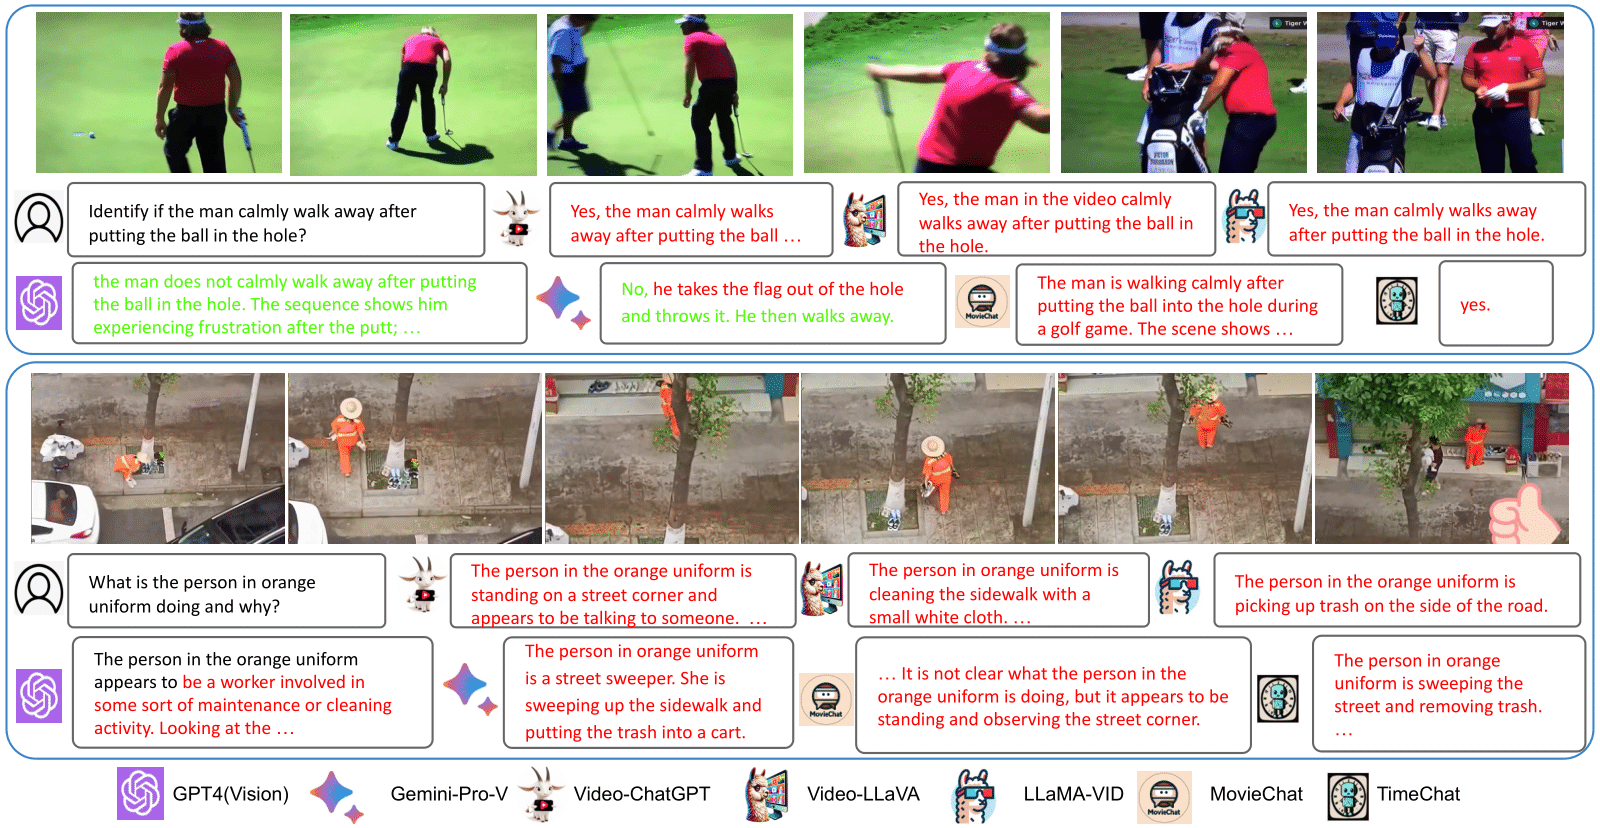 Tiger W
Tiger W
Identify if the man calmly walk away after
putting the ball in the hole?
Yes, the man calmly walks
away after putting the ball …
Yes, the man in the video calmly
walks away after putting the ball in
the hole.
Yes, the man calmly walks away
after putting the ball in the hole.
the man does not calmly walk away after putting
the ball in the hole. The sequence shows him
experiencing frustration after the putt; …
No, he takes the flag out of the hole
and throws it. He then walks away.
MovieChat
The man is walking calmly after
putting the ball into the hole during
a golf game. The scene shows …
yes.
What is the person in orange
uniform doing and why?
The person in the orange uniform is
standing on a street corner and
appears to be talking to someone. …
The person in orange uniform is
cleaning the sidewalk with a
small white cloth. …
The person in the orange uniform is
picking up trash on the side of the road.
The person in the orange uniform
appears to be a worker involved in
some sort of maintenance or cleaning
activity. Looking at the …
The person in orange uniform
is a street sweeper. She is
sweeping up the sidewalk and
putting the trash into a cart.
MovieChat
… It is not clear what the person in the
orange uniform is doing, but it appears to be
standing and observing the street corner.
The person in orange
uniform is sweeping the
street and removing trash.
…
GPT4(Vision)
Gemini-Pro-V
Video-ChatGPT
Video-LLaVA
LLaMA-VID
MovieChat
MovieChat
TimeChat